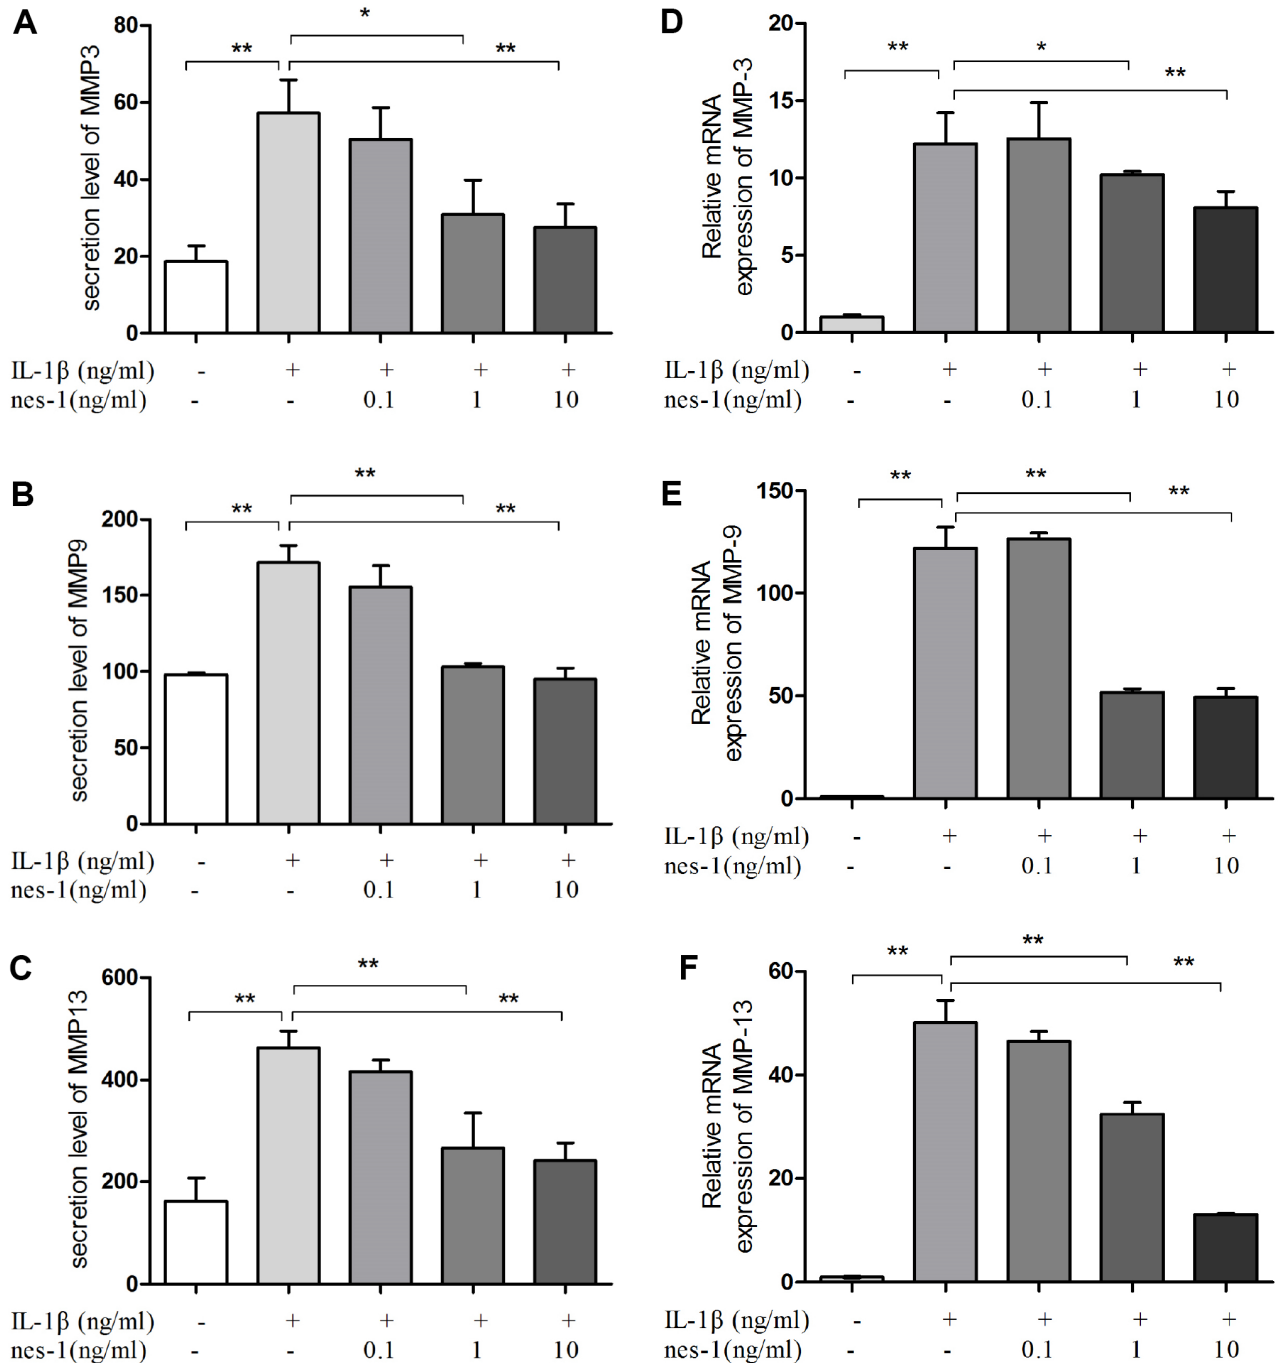 A
secretion level of MMP3
80
60
40
20
0
**
*
**
IL-1β (ng/ml) - + + + +
nes-1(ng/ml) - - 0.1 1 10
D
Relative mRNA
expression of MMP-3
20
15
10
5
0
**
*
**
IL-1β (ng/ml) - + + + +
nes-1(ng/ml) - - 0.1 1 10
B
secretion level of MMP9
200
150
100
50
0
**
**
**
IL-1β (ng/ml) - + + + +
nes-1(ng/ml) - - 0.1 1 10
E
Relative mRNA
expression of MMP-9
150
100
50
0
**
**
**
IL-1β (ng/ml) - + + + +
nes-1(ng/ml) - - 0.1 1 10
C
secretion level of MMP13
600
400
200
0
**
**
**
IL-1β (ng/ml) - + + + +
nes-1(ng/ml) - - 0.1 1 10
F
Relative mRNA
expression of MMP-13
60
40
20
0
**
**
**
IL-1β (ng/ml) - + + + +
nes-1(ng/ml) - - 0.1 1 10